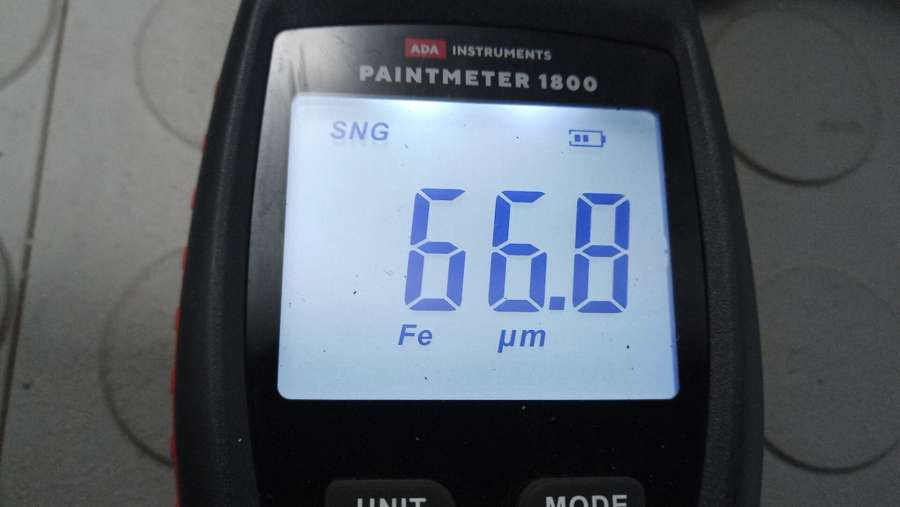 ADA INSTRUMENTS
PAINTMETER 1800
SNG
66.8
Fe μm
UNIT MODE